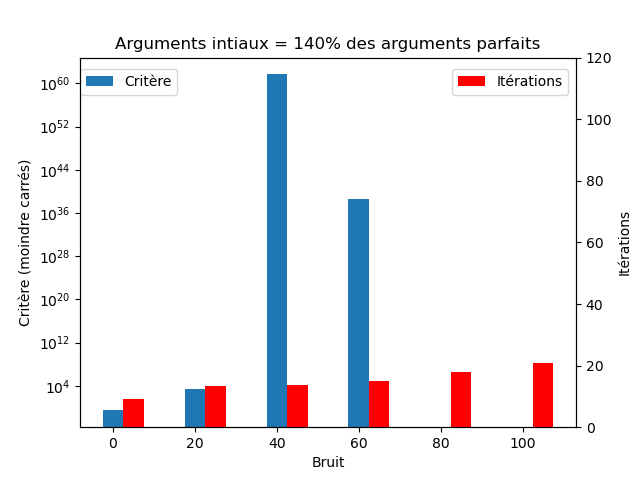 Arguments intiaux = 140% des arguments parfaits
Critère
Itérations
Critère (moindre carrés)
10^60
10^52
10^44
10^36
10^28
10^20
10^12
10^4
120
100
80
60
40
20
0
Itérations
0 20 40 60 80 100
Bruit